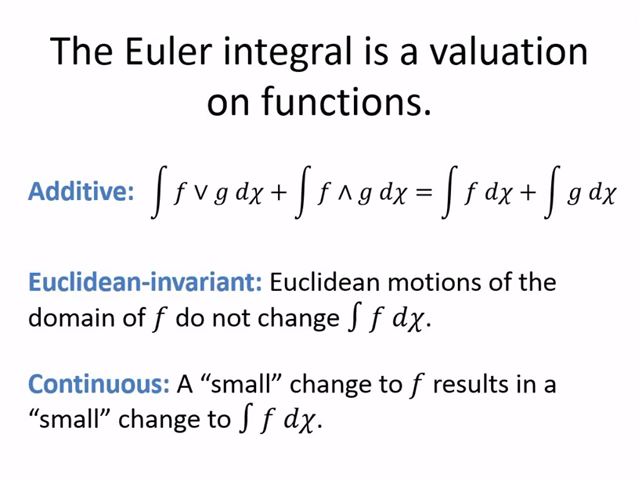 The Euler integral is a valuation
on functions.
Additive: ∫ f ∨ g dχ + ∫ f ∧ g dχ = ∫ f dχ + ∫ g dχ
Euclidean-invariant: Euclidean motions of the
domain of f do not change ∫ f dχ.
Continuous: A “small” change to f results in a
“small” change to ∫ f dχ.